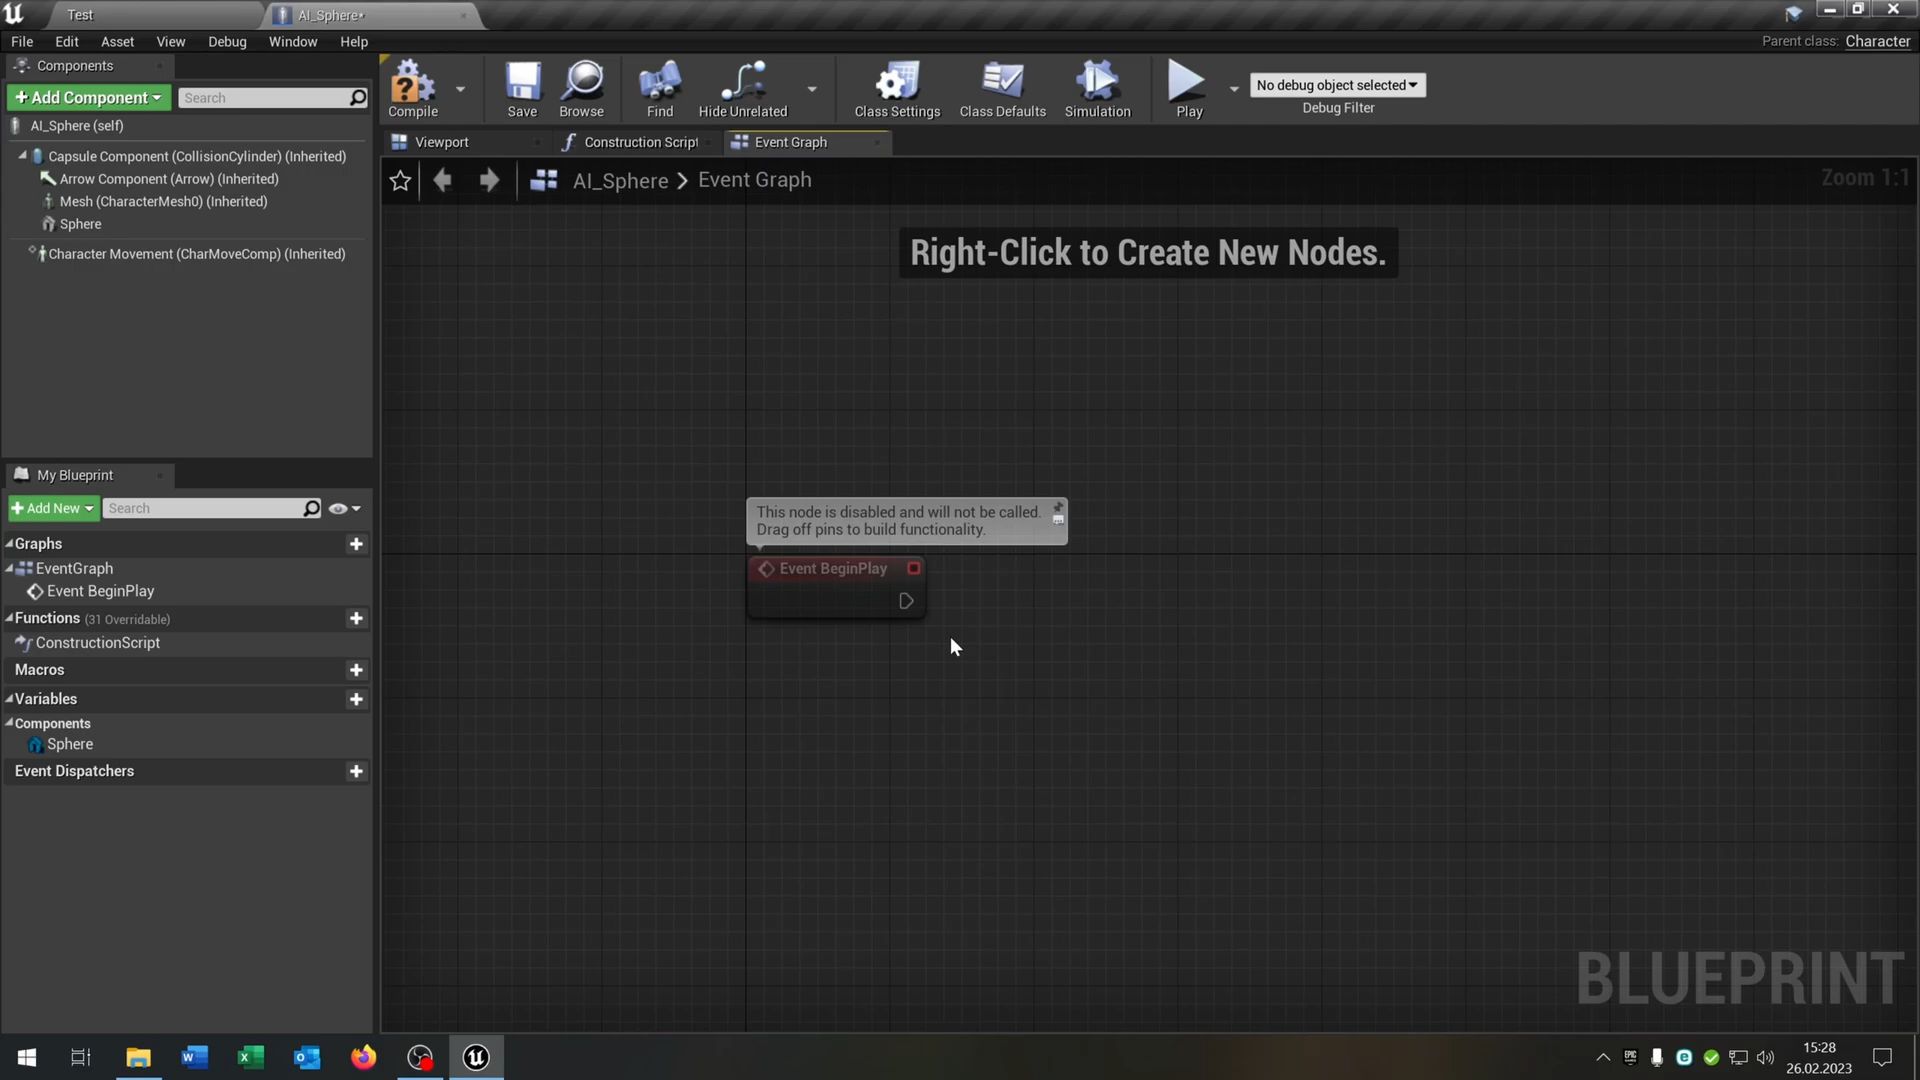 Test
AI_Sphere*
File Edit Asset View Debug Window Help
Parent class: Character
Components
+ Add Component
Search
AI_Sphere (self)
Capsule Component (CollisionCylinder) (Inherited)
Arrow Component (Arrow) (Inherited)
Mesh (CharacterMesh0) (Inherited)
Sphere
Character Movement (CharMoveComp) (Inherited)
Compile
Save
Browse
Find
Hide Unrelated
Class Settings
Class Defaults
Simulation
Play
No debug object selected
Debug Filter
Viewport
Construction Script
Event Graph
AI_Sphere > Event Graph
Zoom 1:1
Right-Click to Create New Nodes.
This node is disabled and will not be called.
Drag off pins to build functionality.
Event BeginPlay
My Blueprint
+ Add New
Search
Graphs
EventGraph
Event BeginPlay
Functions (31 Overridable)
ConstructionScript
Macros
Variables
Components
Sphere
Event Dispatchers
BLUEPRINT
15:28
26.02.2023